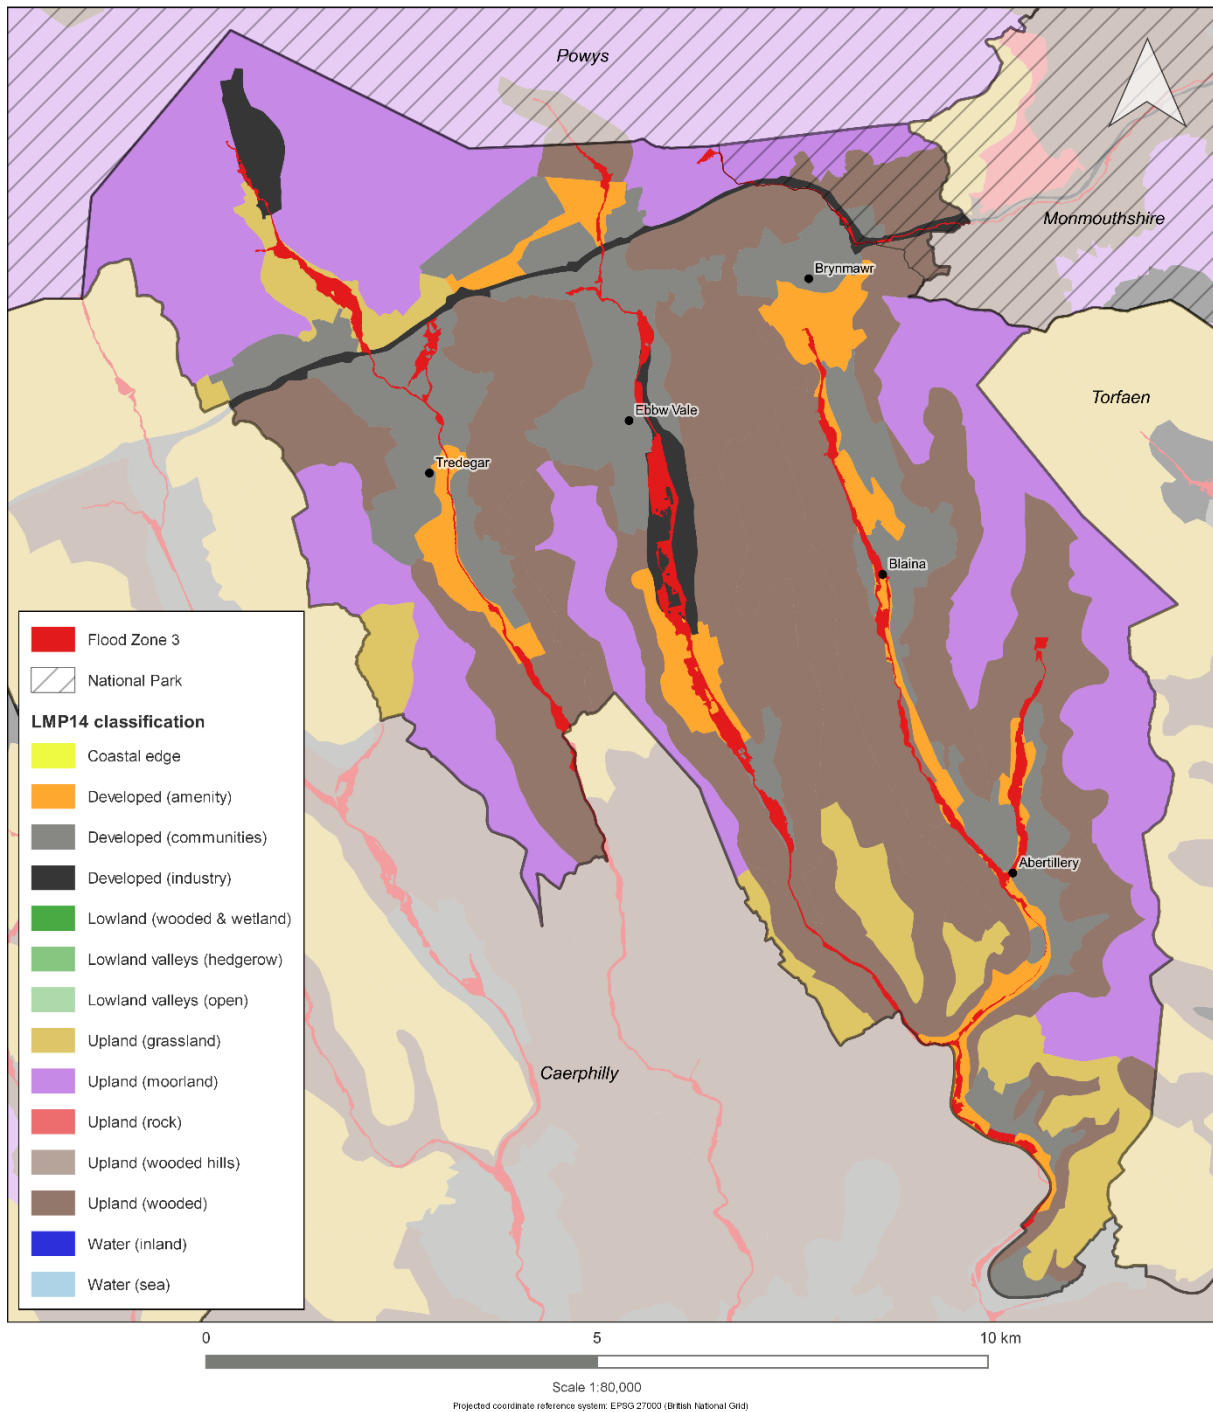 Powys
Monmouthshire
Brynmawr
Torfaen
Ebbw Vale
Tredegar
Blaina
Abertillery
Caerphilly
Flood Zone 3
National Park
LMP14 classification
Coastal edge
Developed (amenity)
Developed (communities)
Developed (industry)
Lowland (wooded & wetland)
Lowland valleys (hedgerow)
Lowland valleys (open)
Upland (grassland)
Upland (moorland)
Upland (rock)
Upland (wooded hills)
Upland (wooded)
Water (inland)
Water (sea)
0 5 10 km
Scale 1:80,000
Projected coordinate reference system: EPSG 27000 (British National Grid)